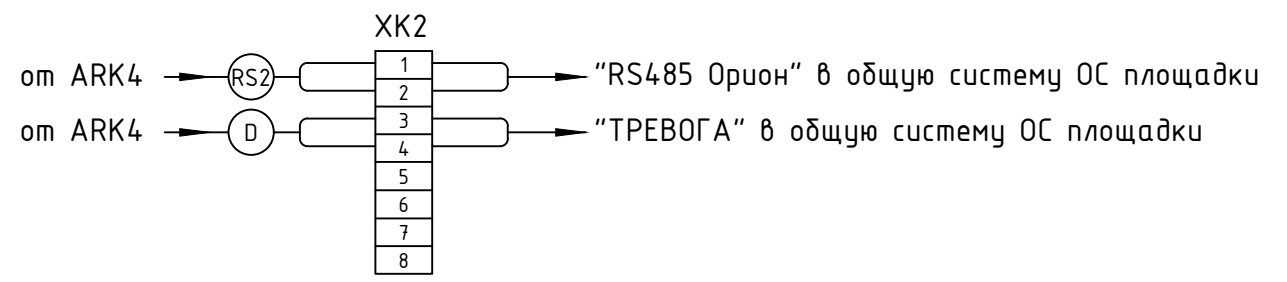 XK2
от ARK4 RS2 1 "RS485 Орион" в общую систему ОС площадки
2
от ARK4 D 3 "ТРЕВОГА" в общую систему ОС площадки
4
5
6
7
8